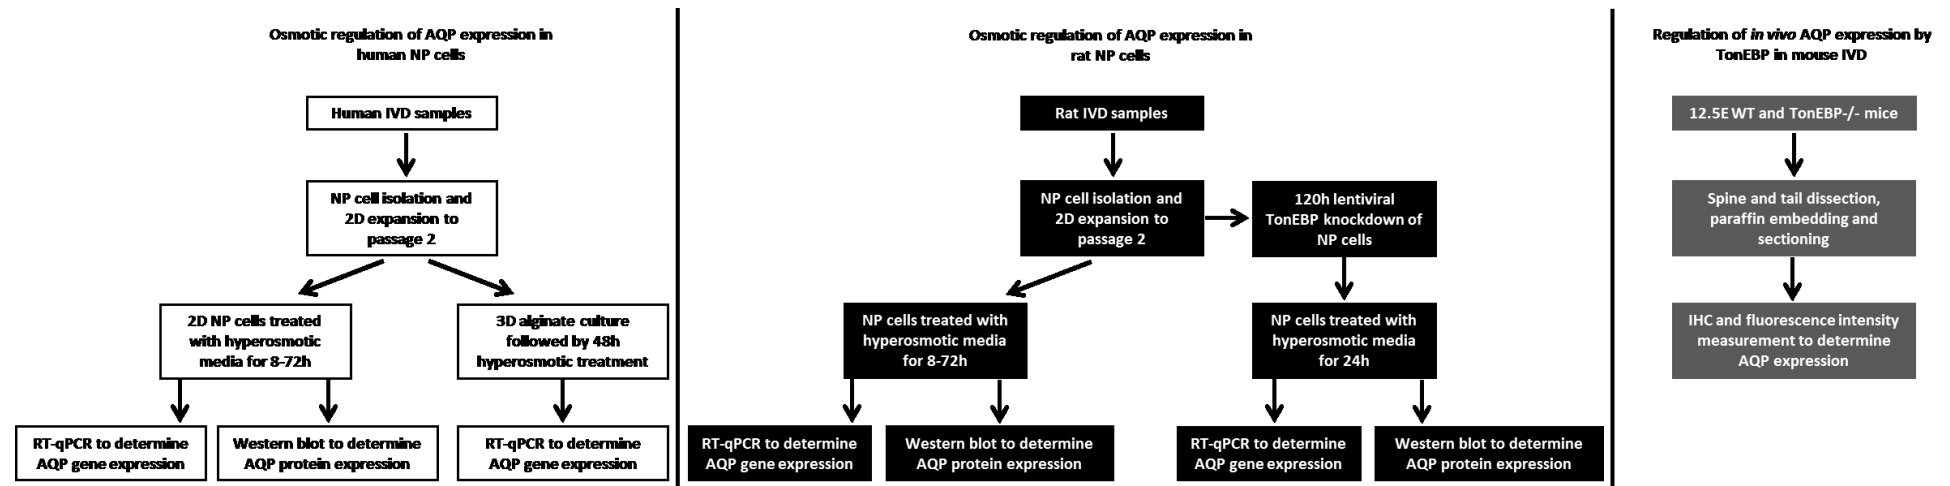 Osmotic regulation of AQP expression in
human NP cells
Human IVD samples
NP cell isolation and
2D expansion to
passage 2
2D NP cells treated
with hyperosmotic
media for 8-72h
3D alginate culture
followed by 48h
hyperosmotic treatment
RT-qPCR to determine
AQP gene expression
Western blot to determine
AQP protein expression
RT-qPCR to determine
AQP gene expression
Osmotic regulation of AQP expression in
rat NP cells
Rat IVD samples
NP cell isolation and
2D expansion to
passage 2
120h lentiviral
TonEBP knockdown of
NP cells
NP cells treated with
hyperosmotic media
for 8-72h
NP cells treated with
hyperosmotic media
for 24h
RT-qPCR to determine
AQP gene expression
Western blot to determine
AQP protein expression
RT-qPCR to determine
AQP gene expression
Western blot to determine
AQP protein expression
Regulation of in vivo AQP expression by
TonEBP in mouse IVD
12.5E WT and TonEBP-/- mice
Spine and tail dissection,
paraffin embedding and
sectioning
IHC and fluorescence intensity
measurement to determine
AQP expression